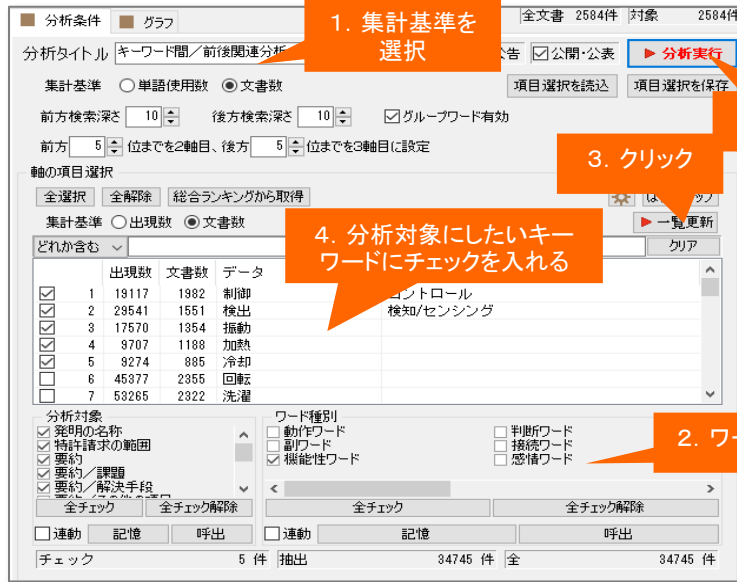 分析条件 グラフ
全文書 2584件 対象 2584件
1. 集計基準を
選択
分析タイトル キーワード間／前後関連分析
告 公開・公表 分析実行
集計基準 単語使用数 文書数 項目選択を読込 項目選択を保存
前方検索深さ 10 後方検索深さ 10 グループワード有効
前方 5 位までを2軸目、後方 5 位までを3軸目に設定
3. クリック
軸の項目選択
全選択 全解除 総合ランキングから取得
集計基準 出現数 文書数 一覧更新
どれか含む クリア
4. 分析対象にしたいキー
ワードにチェックを入れる
出現数 文書数 データ
1 19117 1982 制御 コントロール
2 29541 1551 検出 検知/センシング
3 17570 1354 振動
4 9707 1188 加熱
5 9274 885 冷却
6 45377 2355 回転
7 53265 2322 洗濯
分析対象 ワード種別
発明の名称 動作ワード 判断ワード
特許請求の範囲 副ワード 接続ワード
要約 機能性ワード 感情ワード
2. ワー
要約／課題
要約／解決手段
全チェック 全チェック解除 全チェック 全チェック解除
連動 記憶 呼出 連動 記憶 呼出
チェック 5 件 抽出 34745 件 全 34745 件